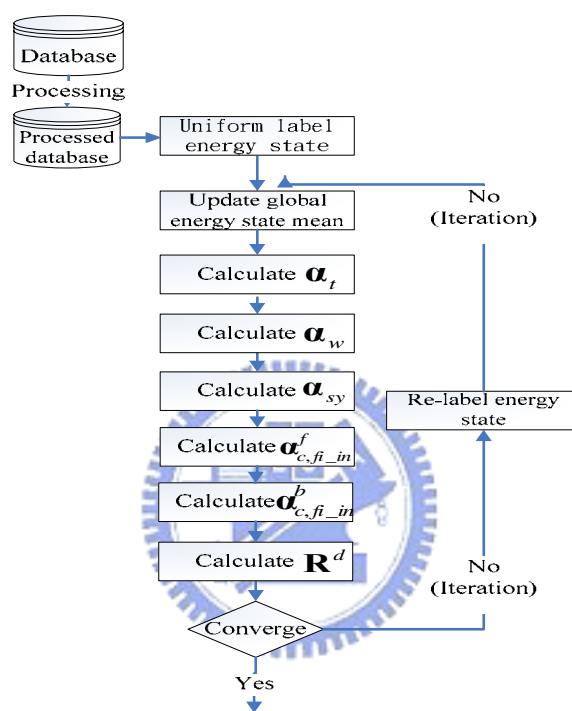 Database
Processing
Processed
database
Uniform label
energy state
Update global
energy state mean
Calculate α_t
Calculate α_w
Calculate α_sy
Calculate α^f_c,fi_in
Calculate α^b_c,fi_in
Calculate R^d
Converge
Yes
No
(Iteration)
Re-label energy
state
No
(Iteration)